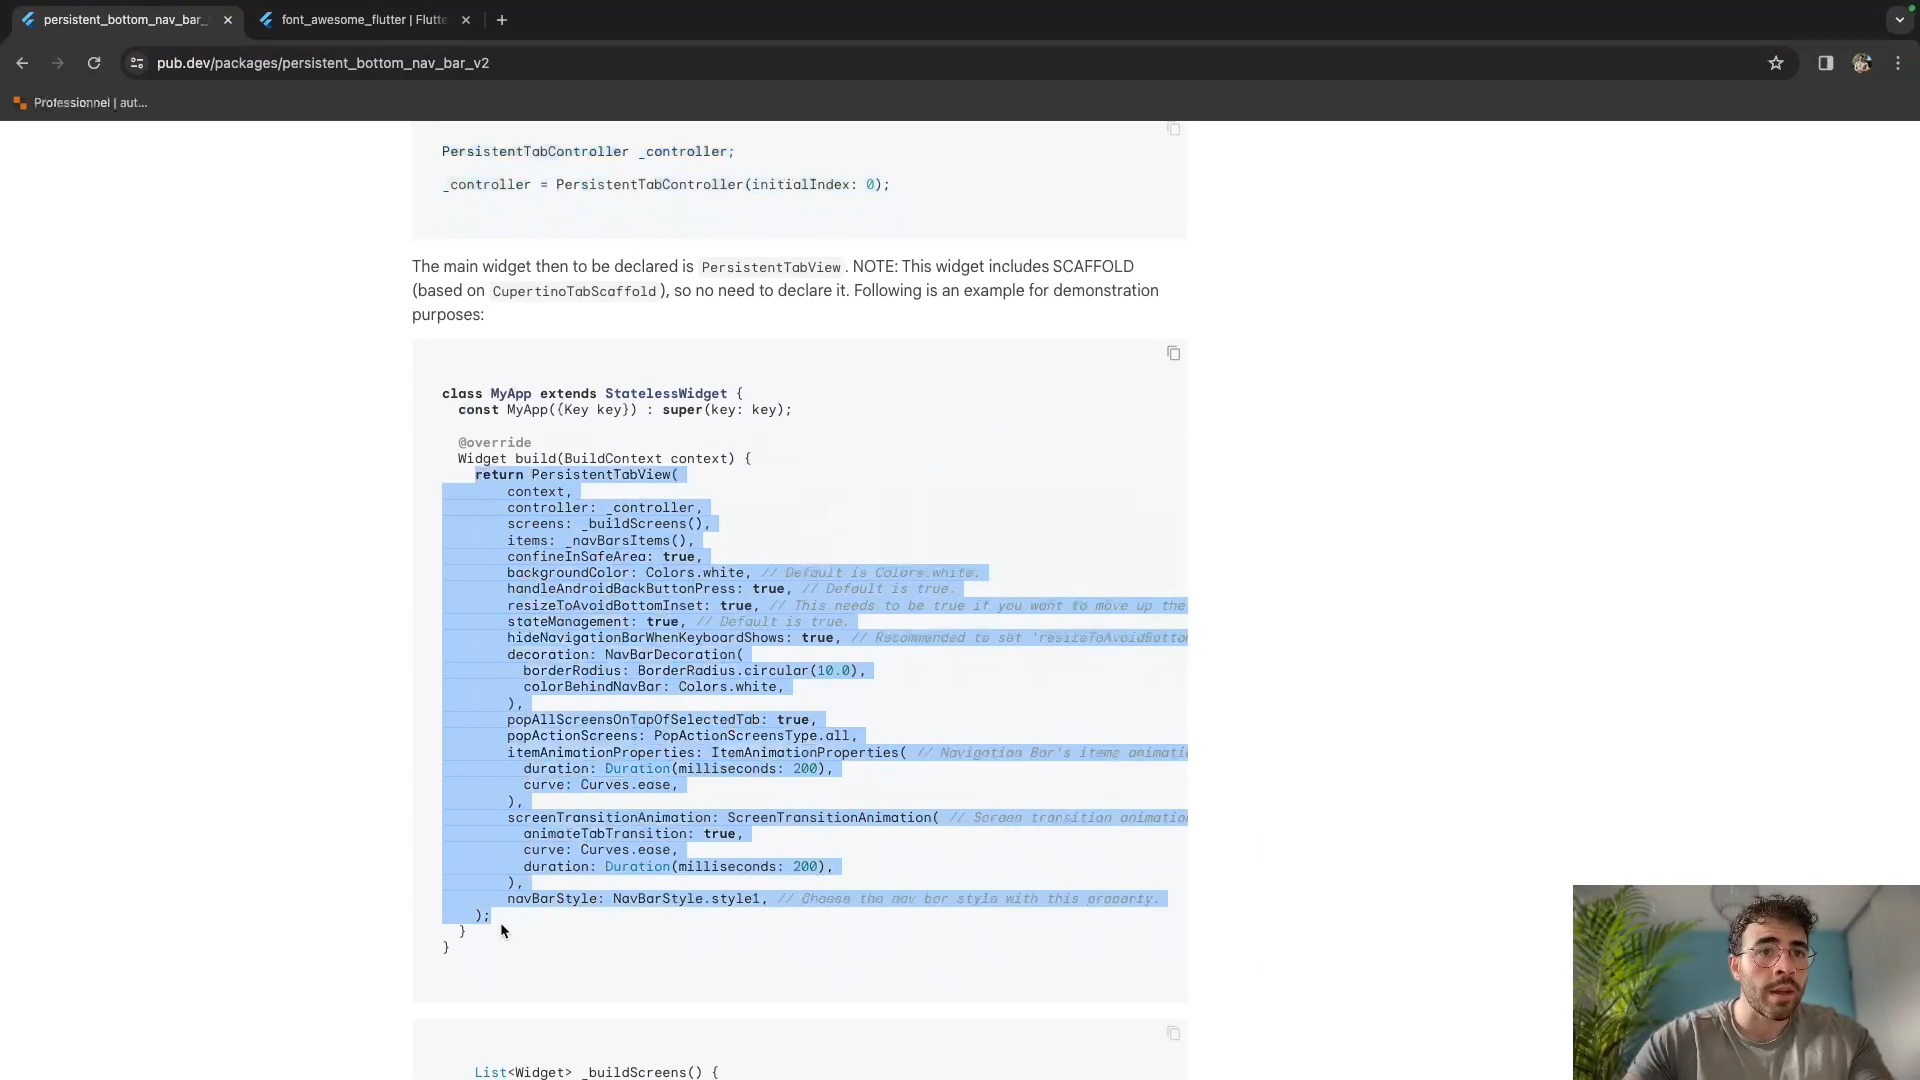 persistent_bottom_nav_bar_
font_awesome_flutter | Flutte
pub.dev/packages/persistent_bottom_nav_bar_v2
Professionnel | aut...
PersistentTabController _controller;
_controller = PersistentTabController(initialIndex: 0);
The main widget then to be declared is PersistentTabView. NOTE: This widget includes SCAFFOLD
(based on CupertinoTabScaffold), so no need to declare it. Following is an example for demonstration
purposes:
class MyApp extends StatelessWidget {
const MyApp({Key key}) : super(key: key);
@override
Widget build(BuildContext context) {
return PersistentTabView(
context,
controller: _controller,
screens: _buildScreens(),
items: _navBarsItems(),
confineInSafeArea: true,
backgroundColor: Colors.white, // Default is Colors.white.
handleAndroidBackButtonPress: true, // Default is true.
resizeToAvoidBottomInset: true, // This needs to be true if you want to move up the
stateManagement: true, // Default is true.
hideNavigationBarWhenKeyboardShows: true, // Recommended to set 'resizeToAvoidBottom
decoration: NavBarDecoration(
borderRadius: BorderRadius.circular(10.0),
colorBehindNavBar: Colors.white,
),
popAllScreensOnTapOfSelectedTab: true,
popActionScreens: PopActionScreensType.all,
itemAnimationProperties: ItemAnimationProperties( // Navigation Bar's items animati
duration: Duration(milliseconds: 200),
curve: Curves.ease,
),
screenTransitionAnimation: ScreenTransitionAnimation( // Screen transition animation
animateTabTransition: true,
curve: Curves.ease,
duration: Duration(milliseconds: 200),
),
navBarStyle: NavBarStyle.style1, // Choose the nav bar style with this property.
);
}
}
List<Widget> _buildScreens() {